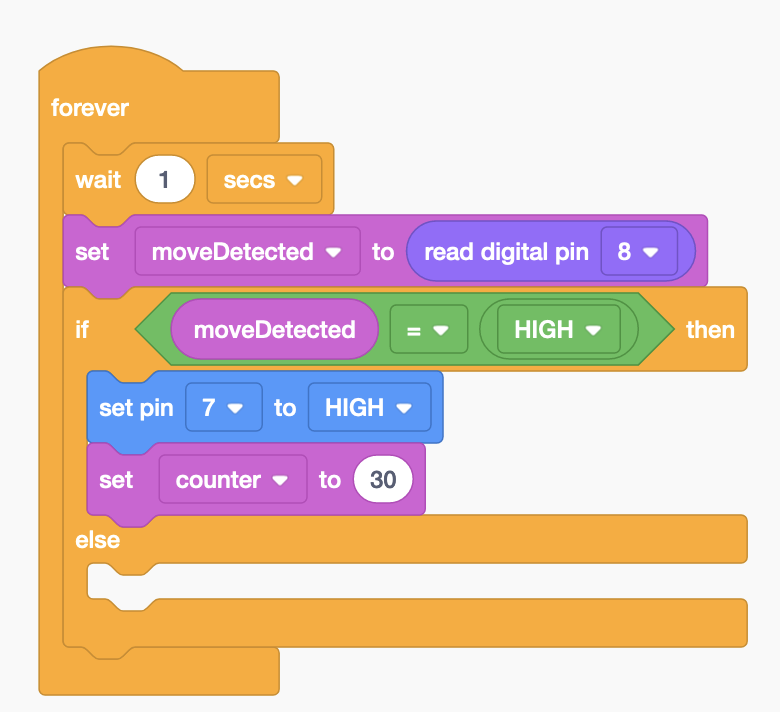 forever
wait 1 secs
set moveDetected to read digital pin 8
if moveDetected = HIGH then
set pin 7 to HIGH
set counter to 30
else